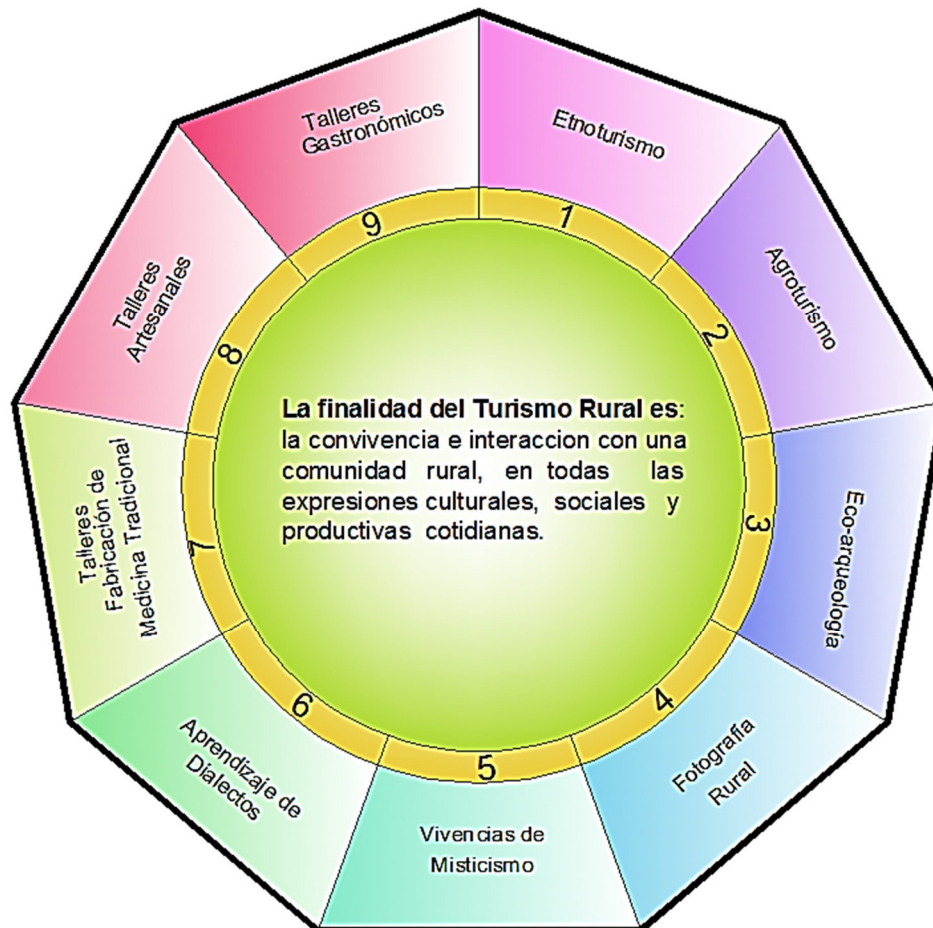 La finalidad del Turismo Rural es:
la convivencia e interaccion con una
comunidad rural, en todas las
expresiones culturales, sociales y
productivas cotidianas.
1
Etnoturismo
2
Agroturismo
3
Eco-arqueología
4
Fotografía
Rural
5
Vivencias de
Misticismo
6
Aprendizaje de
Dialectos
7
Talleres
Fabricación de
Medicina Tradicional
8
Talleres
Artesanales
9
Talleres
Gastronómicos